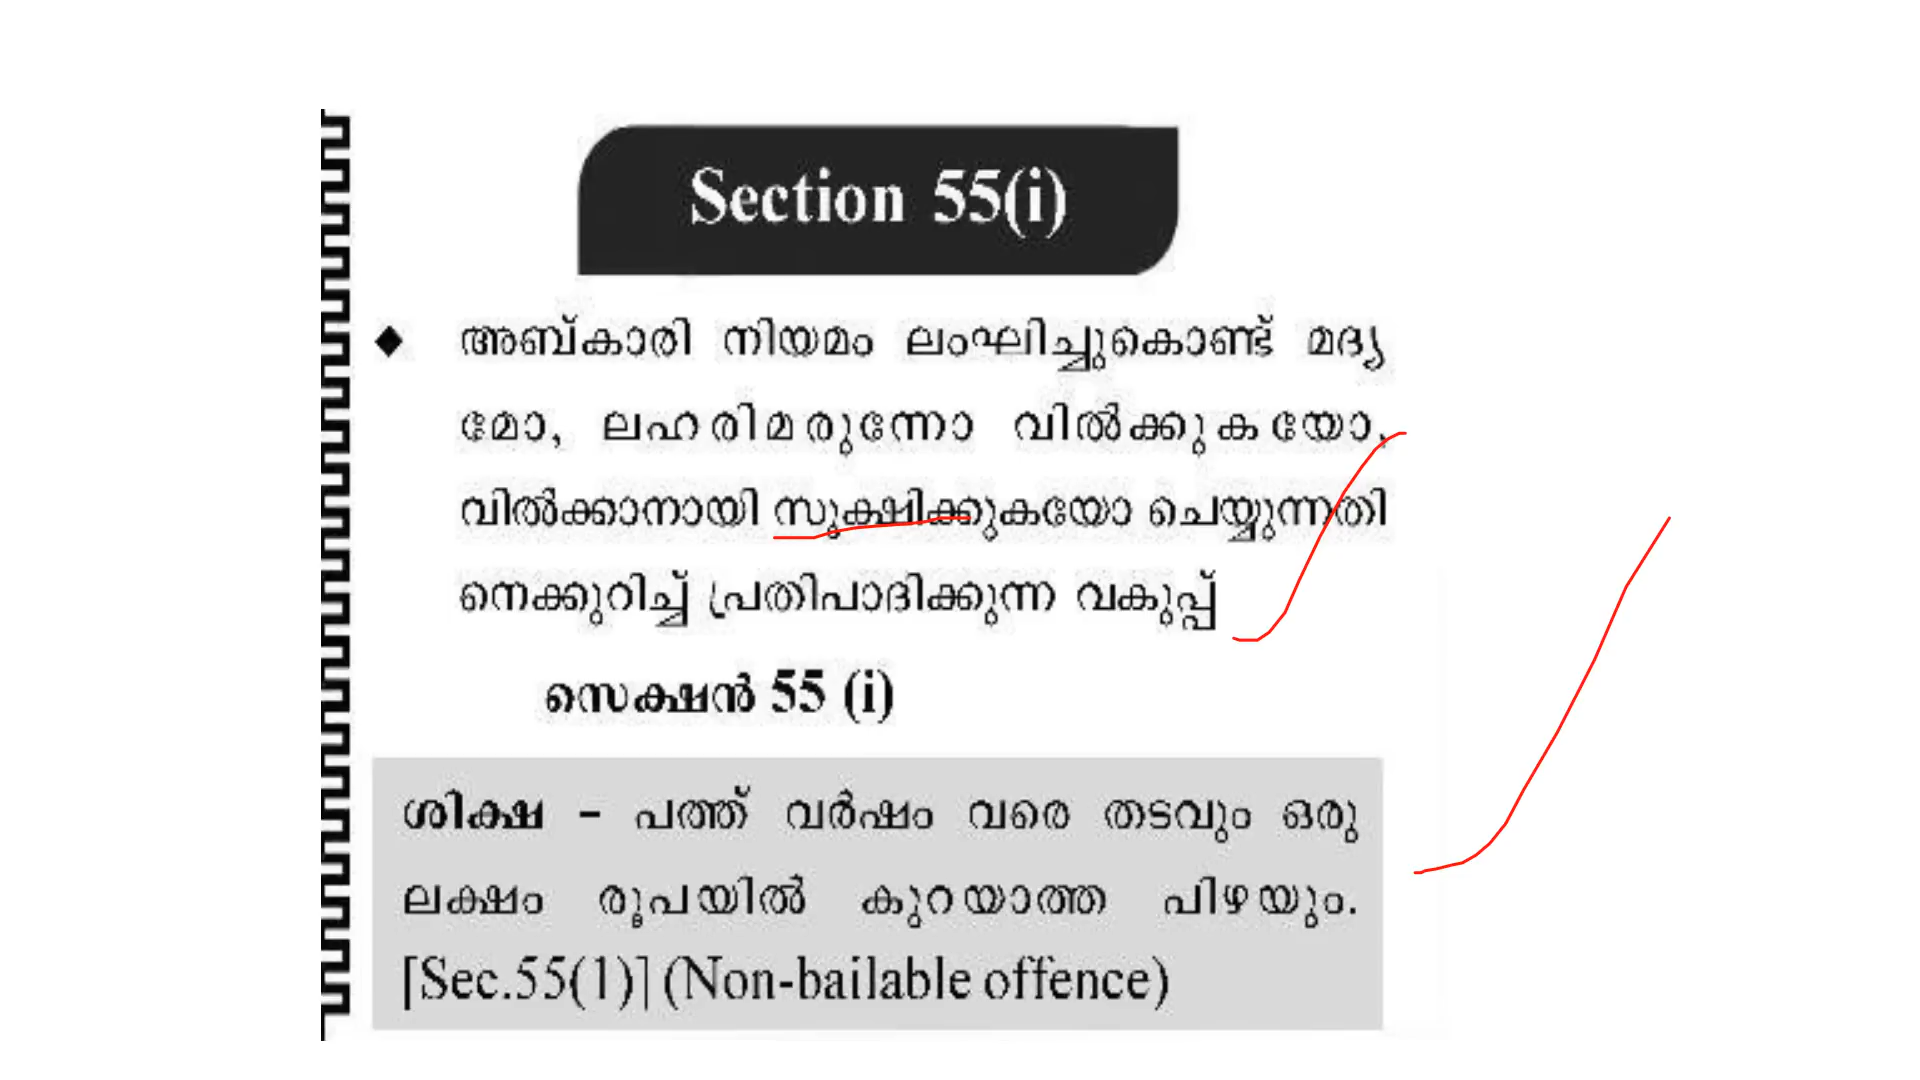 Section 55(i)
◆ അബ്കാരി നിയമം ലംഘിച്ചുകൊണ്ട് മദ്യ
മോ, ലഹരിമരുന്നോ വിൽക്കുകയോ,
വിൽക്കാനായി സൂക്ഷിക്കുകയോ ചെയ്യുന്നതി
നെക്കുറിച്ച് പ്രതിപാദിക്കുന്ന വകുപ്പ്
സെക്ഷൻ 55 (i)
ശിക്ഷ - പത്ത് വർഷം വരെ തടവും ഒരു
ലക്ഷം രൂപയിൽ കുറയാത്ത പിഴയും.
[Sec.55(1)] (Non-bailable offence)